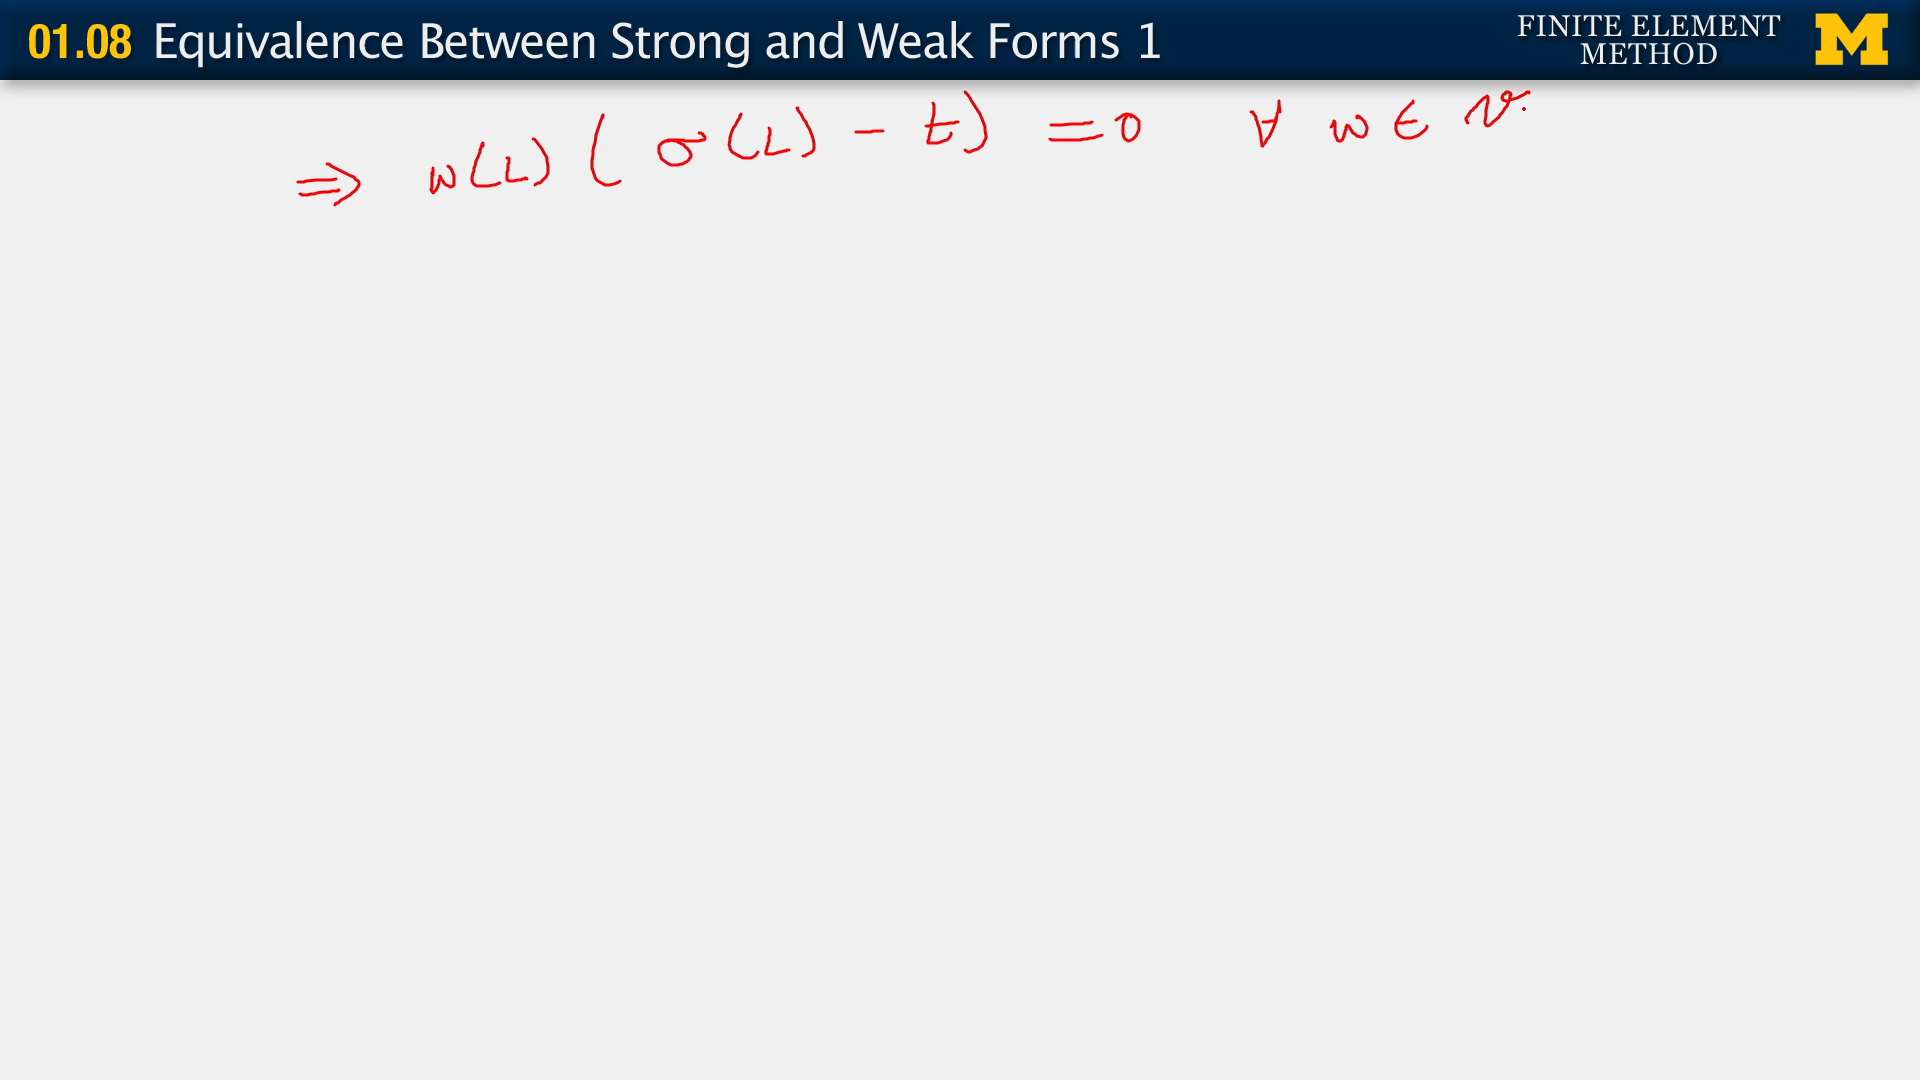 01.08 Equivalence Between Strong and Weak Forms 1
FINITE ELEMENT
METHOD
M
⇒ w(L) ( σ(L) - t) = 0 ∀ w ∈ 𝒱.